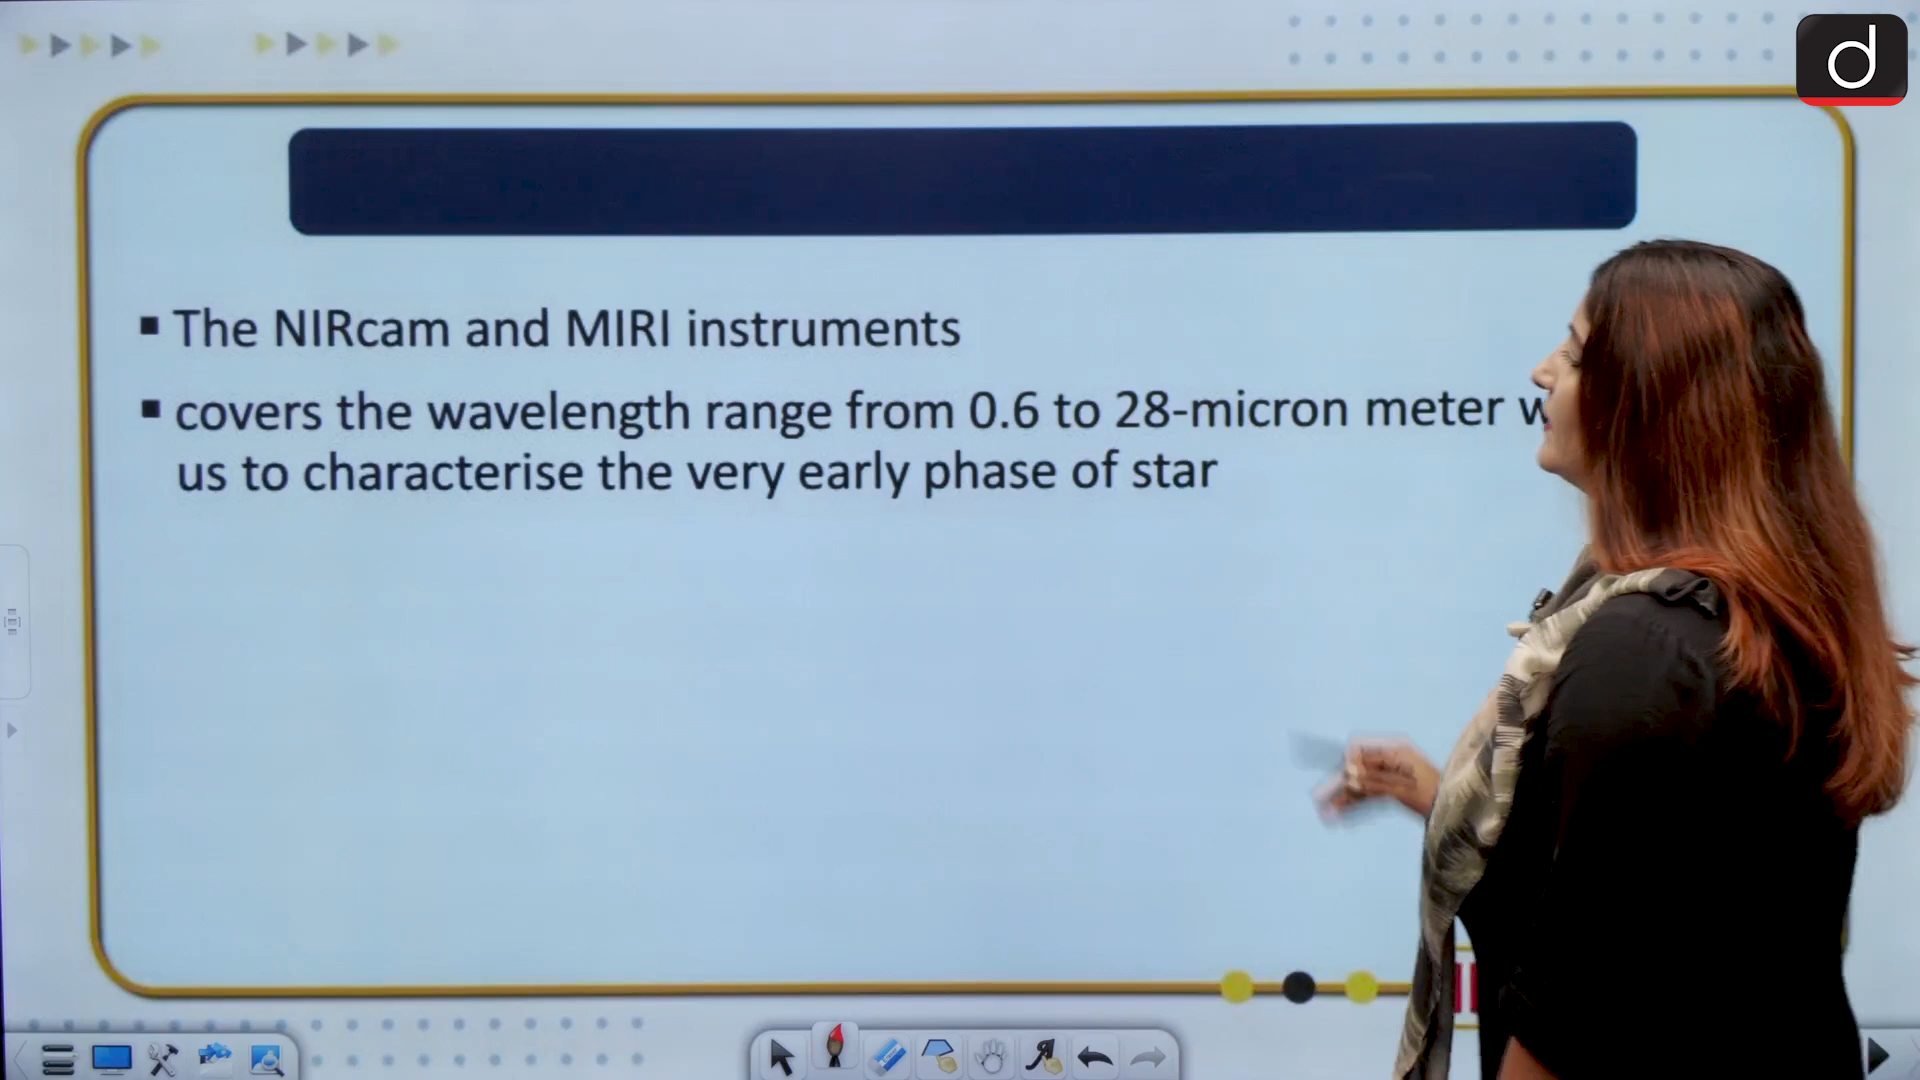 ▪ The NIRcam and MIRI instruments
▪ covers the wavelength range from 0.6 to 28-micron meter
us to characterise the very early phase of star